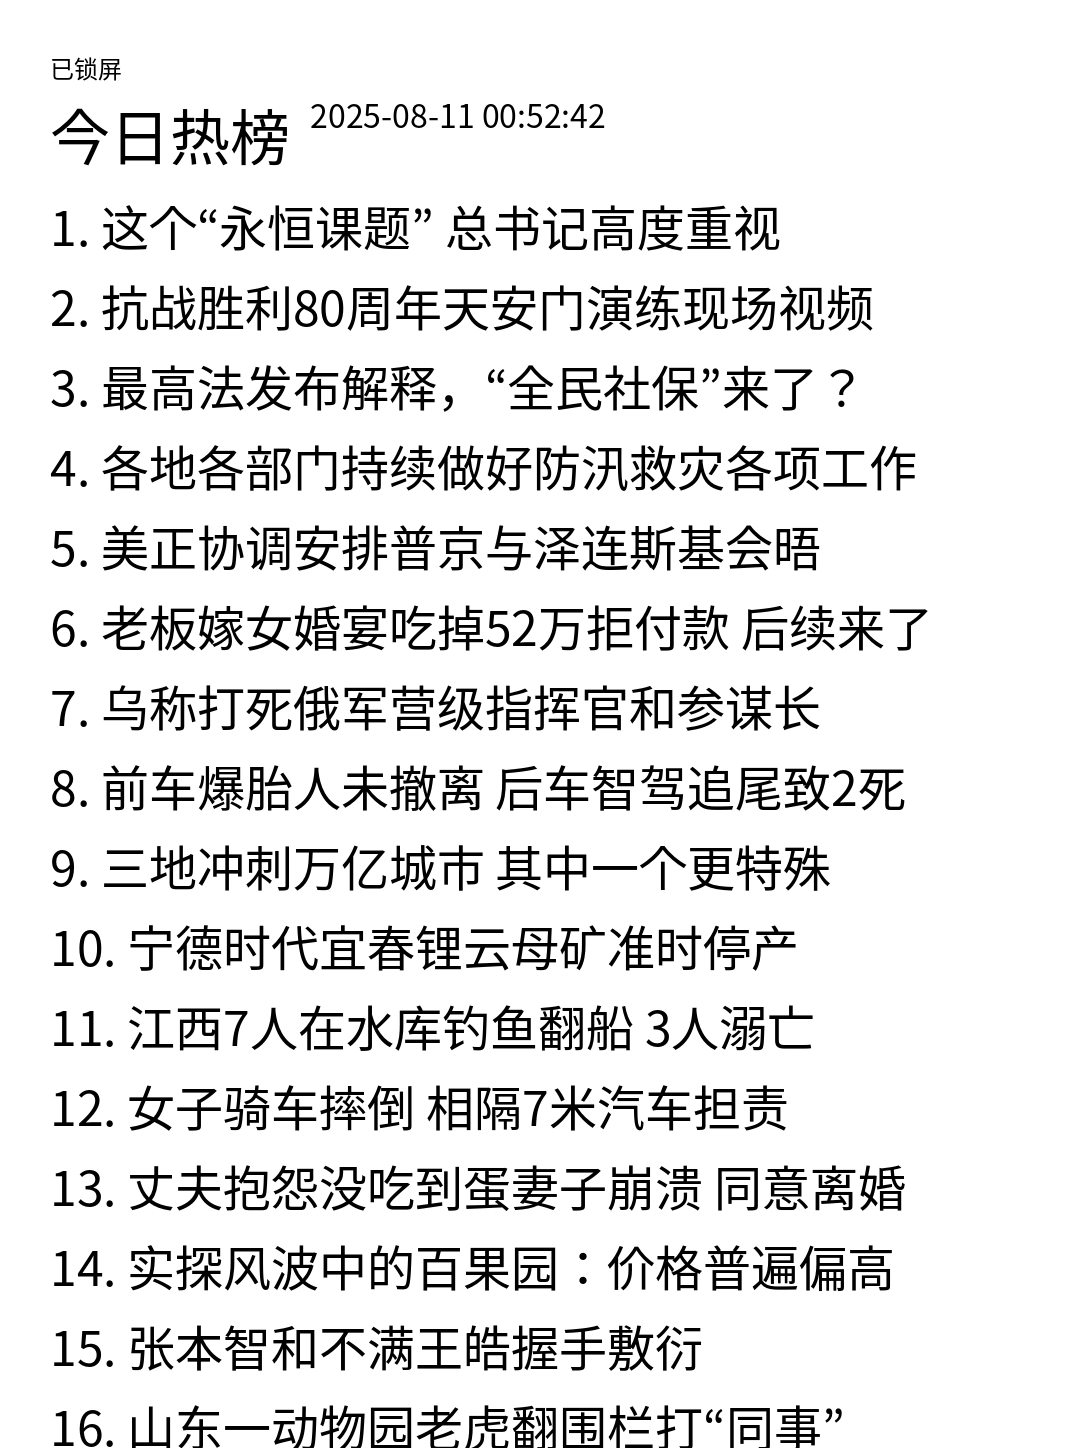 已锁屏
今日热榜 2025-08-11 00:52:42
1. 这个“永恒课题” 总书记高度重视
2. 抗战胜利80周年天安门演练现场视频
3. 最高法发布解释，“全民社保”来了？
4. 各地各部门持续做好防汛救灾各项工作
5. 美正协调安排普京与泽连斯基会晤
6. 老板嫁女婚宴吃掉52万拒付款 后续来了
7. 乌称打死俄军营级指挥官和参谋长
8. 前车爆胎人未撤离 后车智驾追尾致2死
9. 三地冲刺万亿城市 其中一个更特殊
10. 宁德时代宜春锂云母矿准时停产
11. 江西7人在水库钓鱼翻船 3人溺亡
12. 女子骑车摔倒 相隔7米汽车担责
13. 丈夫抱怨没吃到蛋妻子崩溃 同意离婚
14. 实探风波中的百果园：价格普遍偏高
15. 张本智和不满王皓握手敷衍
16. 山东一动物园老虎翻围栏打“同事”